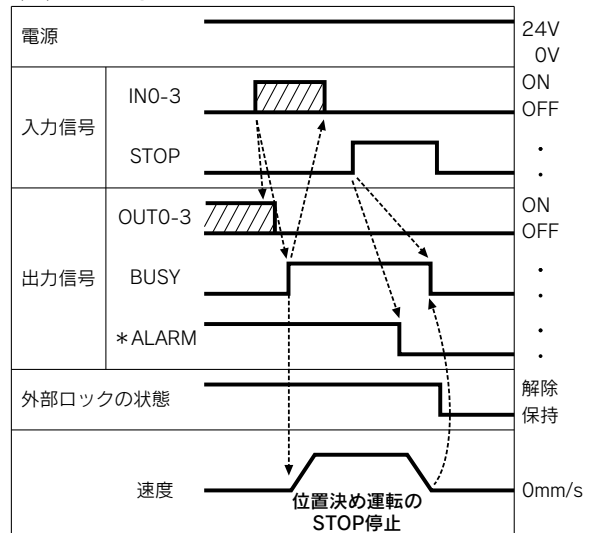 電源
24V
0V
入力信号
IN0-3
ON
OFF
STOP
・
・
出力信号
OUT0-3
ON
OFF
BUSY
・
・
＊ALARM
・
・
外部ロックの状態
解除
保持
速度
0mm/s
位置決め運転の
STOP停止